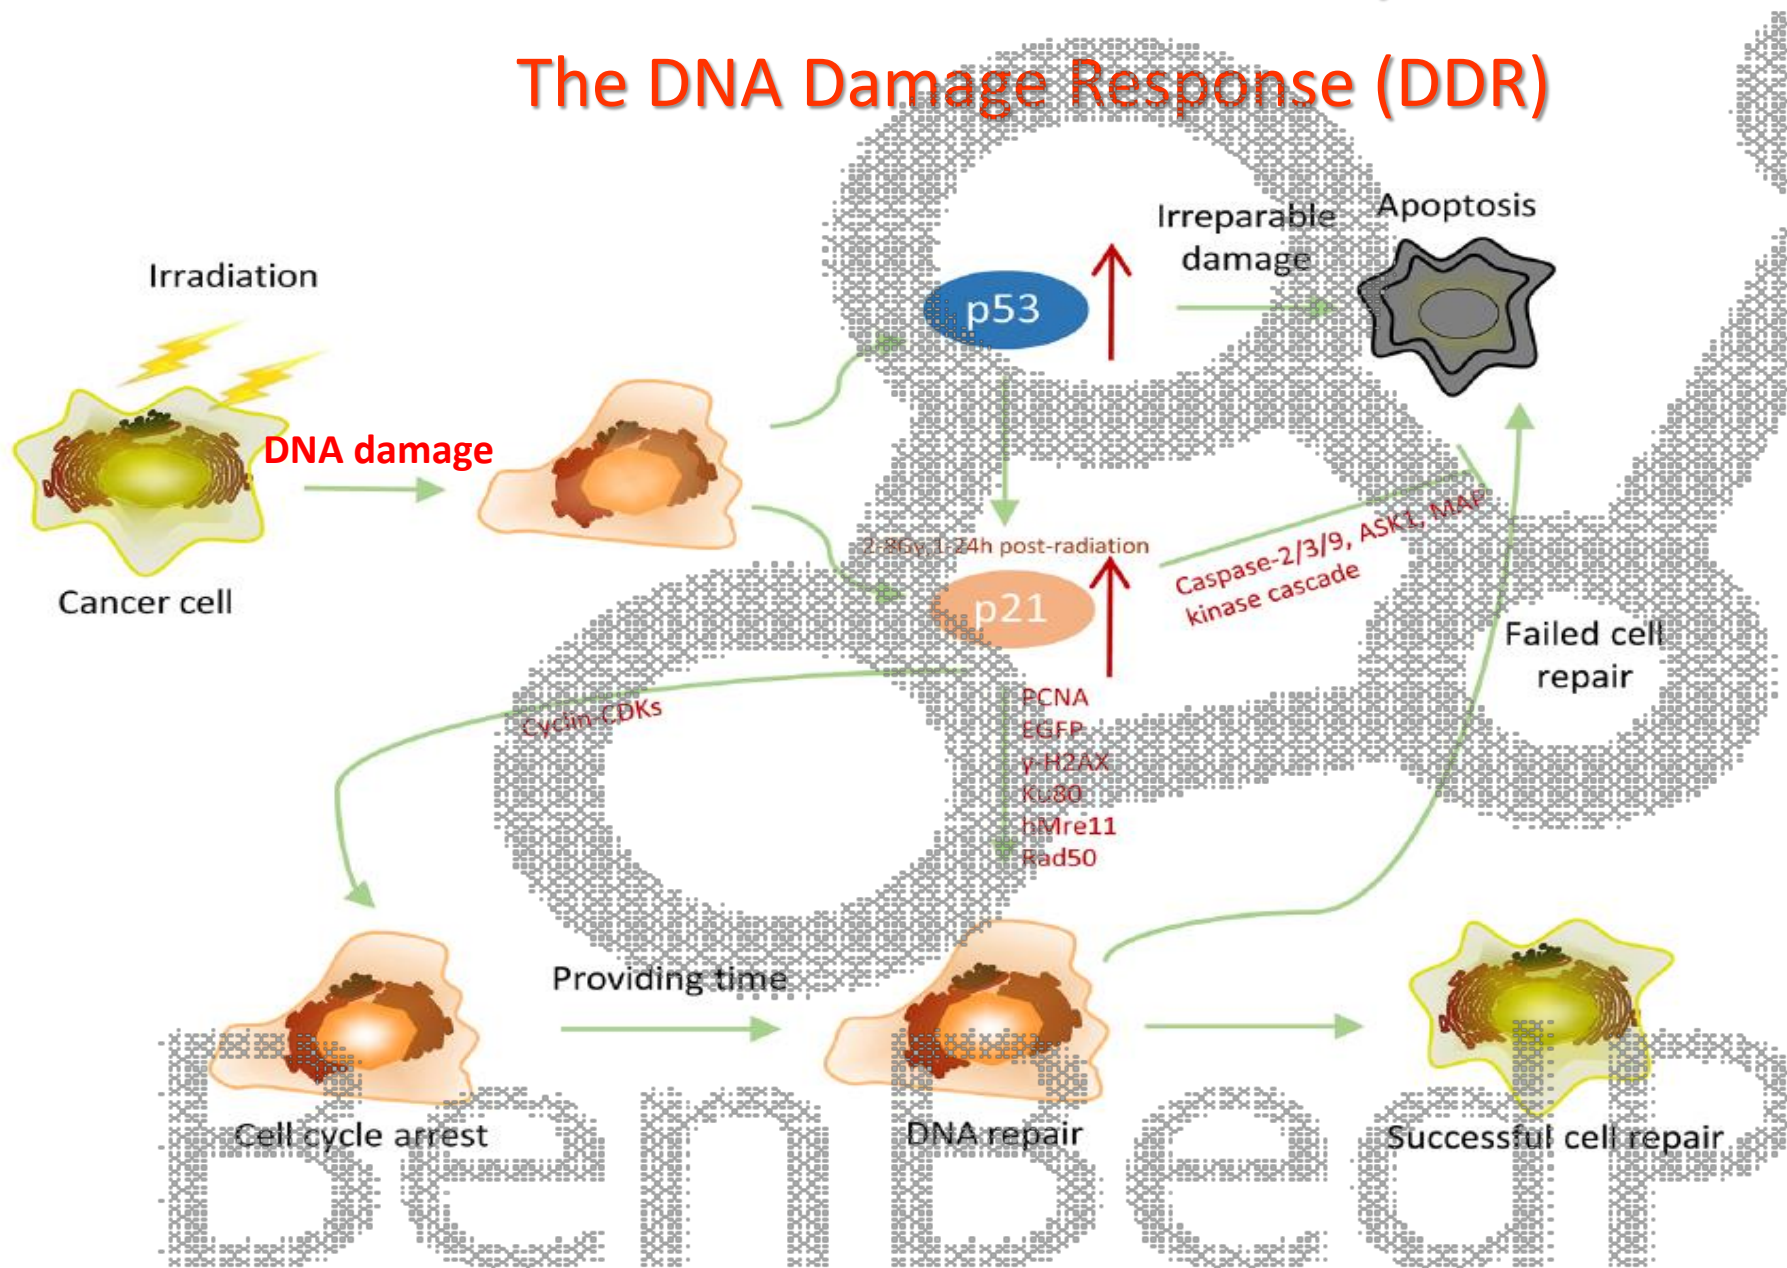 The DNA Damage Response (DDR)
Irreparable
damage
Apoptosis
Irradiation
p53
DNA damage
2-8Gy,1-24h post-radiation
Caspase-2/3/9, ASK1, MAP
kinase cascade
Cancer cell
p21
Failed cell
repair
Cyclin-CDKs
PCNA
EGFP
γ-H2AX
Ku80
hMre11
Rad50
Providing time
Cell cycle arrest
DNA repair
Successful cell repair